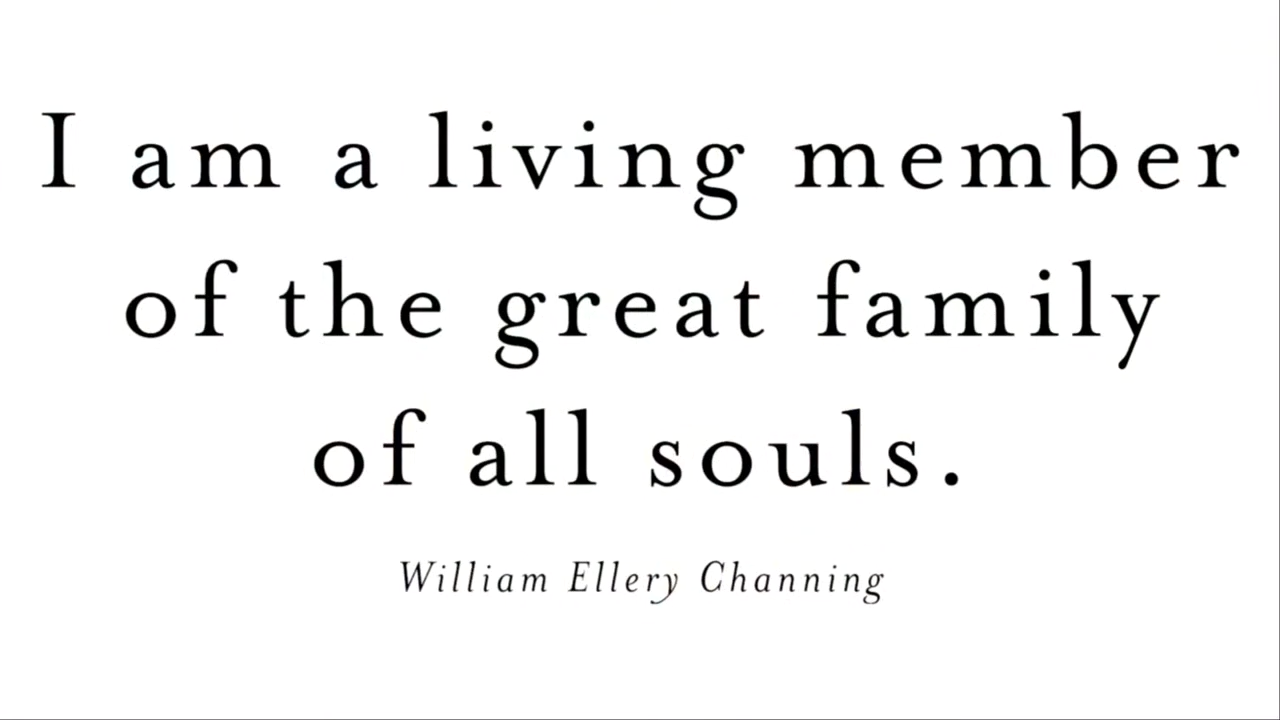 I am a living member
of the great family
of all souls.
William Ellery Channing